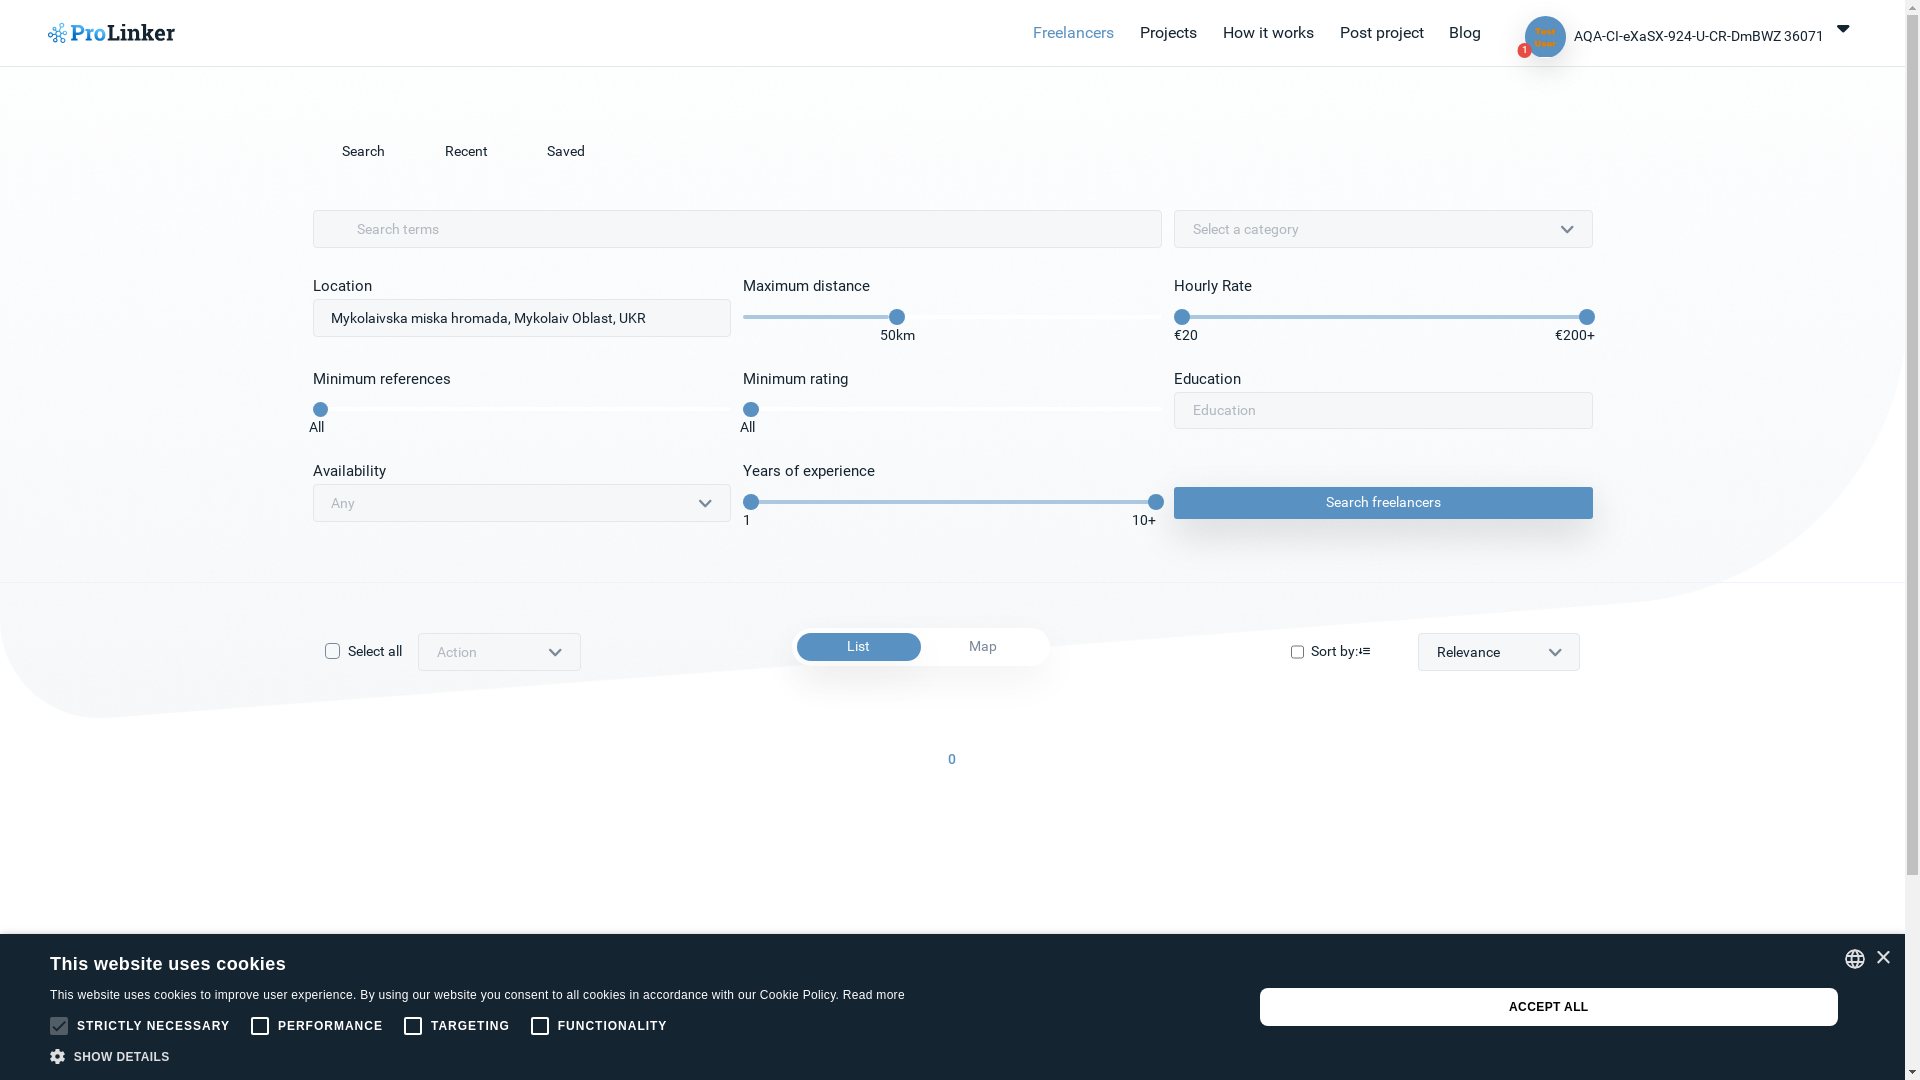 ProLinker
Freelancers
Projects
How it works
Post project
Blog
Test
User
1
AQA-CI-eXaSX-924-U-CR-DmBWZ 36071
Search
Recent
Saved
Search terms
Select a category
Location
Maximum distance
Hourly Rate
Mykolaivska miska hromada, Mykolaiv Oblast, UKR
50km
€20
€200+
Minimum references
Minimum rating
Education
All
All
Education
Availability
Years of experience
Any
1
10+
Search freelancers
Select all
Action
List
Map
Sort by:
Relevance
0
This website uses cookies
This website uses cookies to improve user experience. By using our website you consent to all cookies in accordance with our Cookie Policy. Read more
STRICTLY NECESSARY
PERFORMANCE
TARGETING
FUNCTIONALITY
SHOW DETAILS
ACCEPT ALL